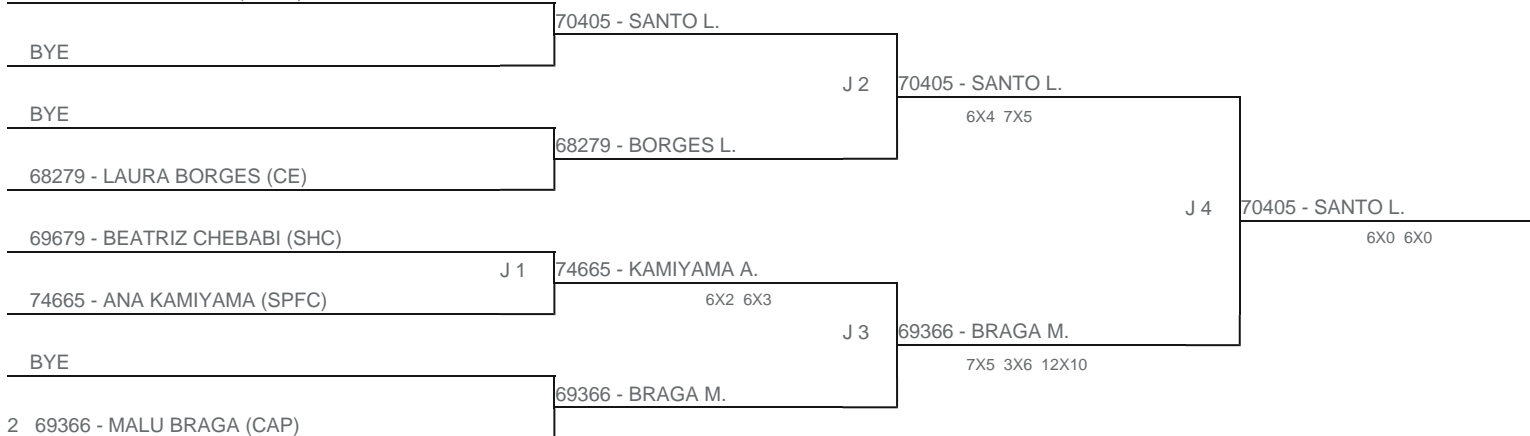 70405 - SANTO L.
BYE
J 2 70405 - SANTO L.
BYE
6X4 7X5
68279 - BORGES L.
68279 - LAURA BORGES (CE)
J 4 70405 - SANTO L.
69679 - BEATRIZ CHEBABI (SHC)
6X0 6X0
J 1 74665 - KAMIYAMA A.
74665 - ANA KAMIYAMA (SPFC)
6X2 6X3
J 3 69366 - BRAGA M.
BYE
7X5 3X6 12X10
69366 - BRAGA M.
2 69366 - MALU BRAGA (CAP)